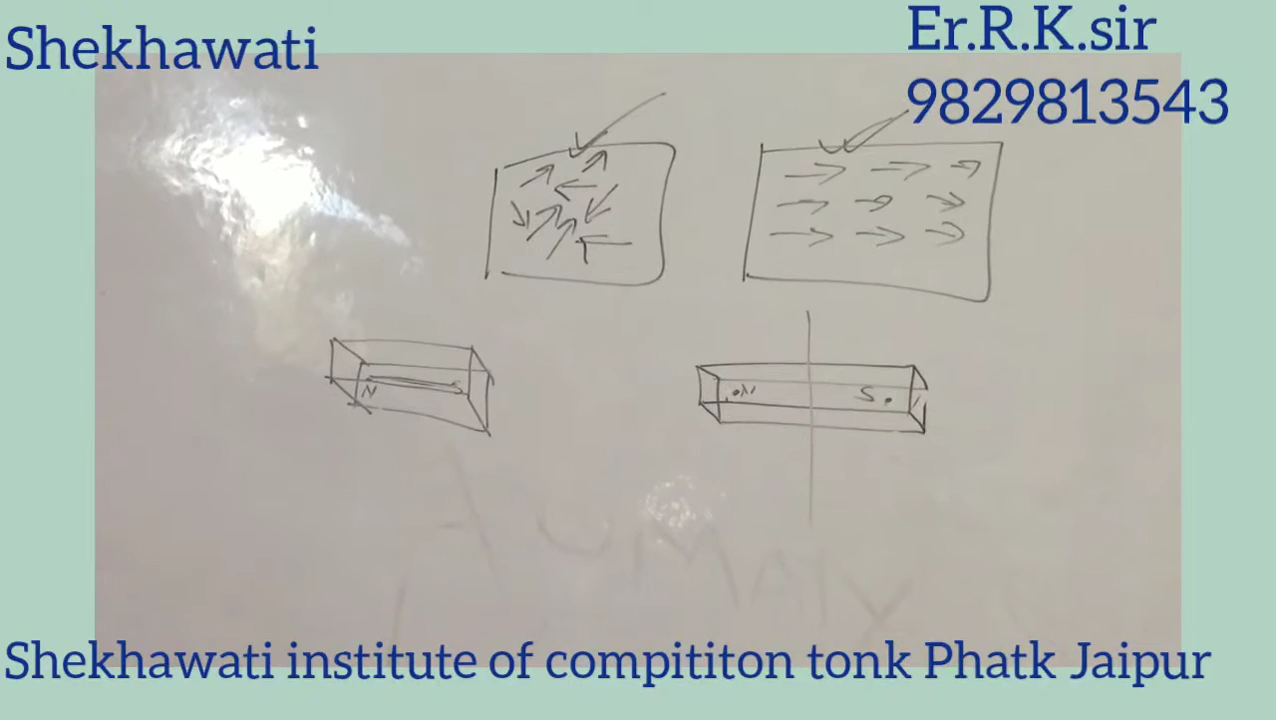 Shekhawati
Er.R.K.sir
9829813543
N S
N S
Shekhawati institute of compititon tonk Phatk Jaipur